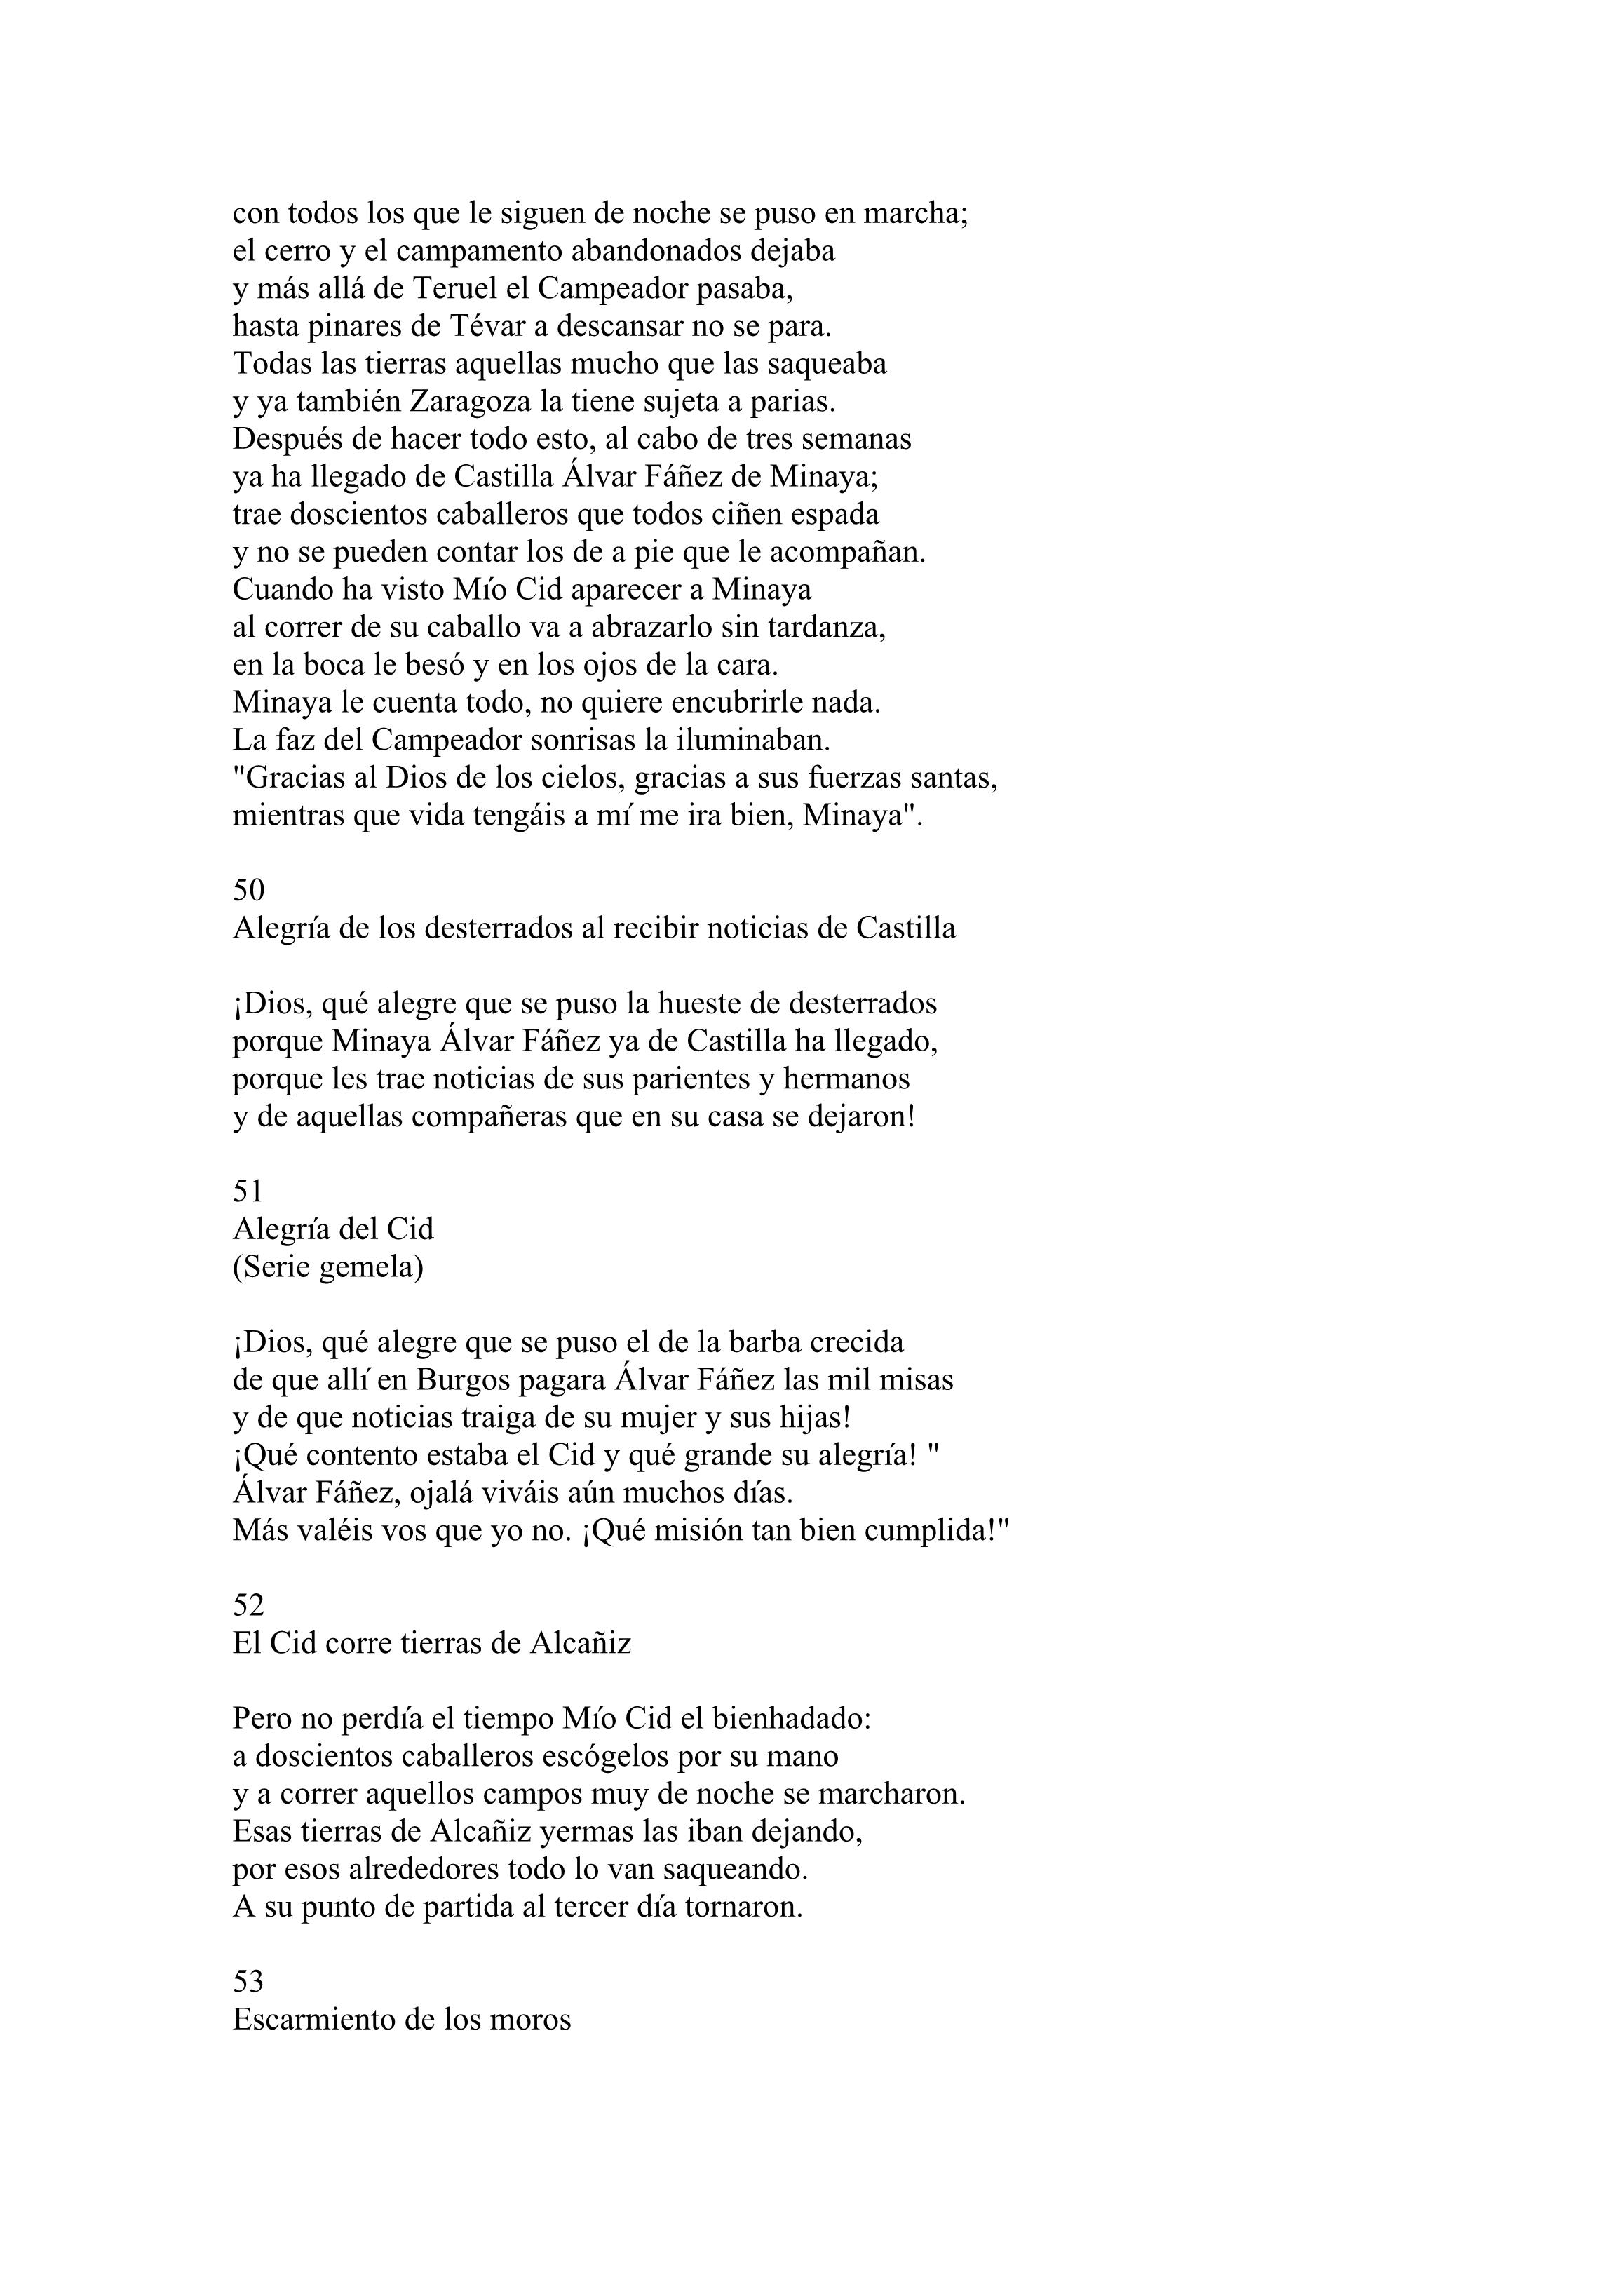 con todos los que le siguen de noche se puso en marcha;
el cerro y el campamento abandonados dejaba
y más allá de Teruel el Campeador pasaba,
hasta pinares de Tévar a descansar no se para.
Todas las tierras aquellas mucho que las saqueaba
y ya también Zaragoza la tiene sujeta a parias.
Después de hacer todo esto, al cabo de tres semanas
ya ha llegado de Castilla Álvar Fáñez de Minaya;
trae doscientos caballeros que todos ciñen espada
y no se pueden contar los de a pie que le acompañan.
Cuando ha visto Mío Cid aparecer a Minaya
al correr de su caballo va a abrazarlo sin tardanza,
en la boca le besó y en los ojos de la cara.
Minaya le cuenta todo, no quiere encubrirle nada.
La faz del Campeador sonrisas la iluminaban.
"Gracias al Dios de los cielos, gracias a sus fuerzas santas,
mientras que vida tengáis a mí me ira bien, Minaya".
50
Alegría de los desterrados al recibir noticias de Castilla
¡Dios, qué alegre que se puso la hueste de desterrados
porque Minaya Álvar Fáñez ya de Castilla ha llegado,
porque les trae noticias de sus parientes y hermanos
y de aquellas compañeras que en su casa se dejaron!
51
Alegría del Cid
(Serie gemela)
¡Dios, qué alegre que se puso el de la barba crecida
de que allí en Burgos pagara Álvar Fáñez las mil misas
y de que noticias traiga de su mujer y sus hijas!
¡Qué contento estaba el Cid y qué grande su alegría! "
Álvar Fáñez, ojalá viváis aún muchos días.
Más valéis vos que yo no. ¡Qué misión tan bien cumplida!"
52
El Cid corre tierras de Alcañiz
Pero no perdía el tiempo Mío Cid el bienhadado:
a doscientos caballeros escógelos por su mano
y a correr aquellos campos muy de noche se marcharon.
Esas tierras de Alcañiz yermas las iban dejando,
por esos alrededores todo lo van saqueando.
A su punto de partida al tercer día tornaron.
53
Escarmiento de los moros